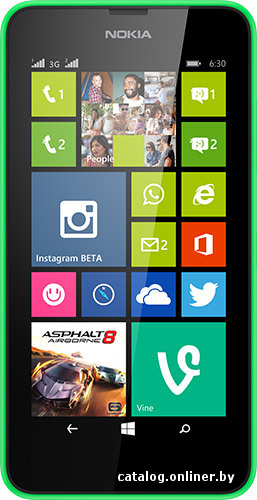 NOKIA
3G
6:30
1
1
2
2
People
Instagram BETA
2
ASPHALT 8
AIRBORNE
Vine
catalog.onliner.by